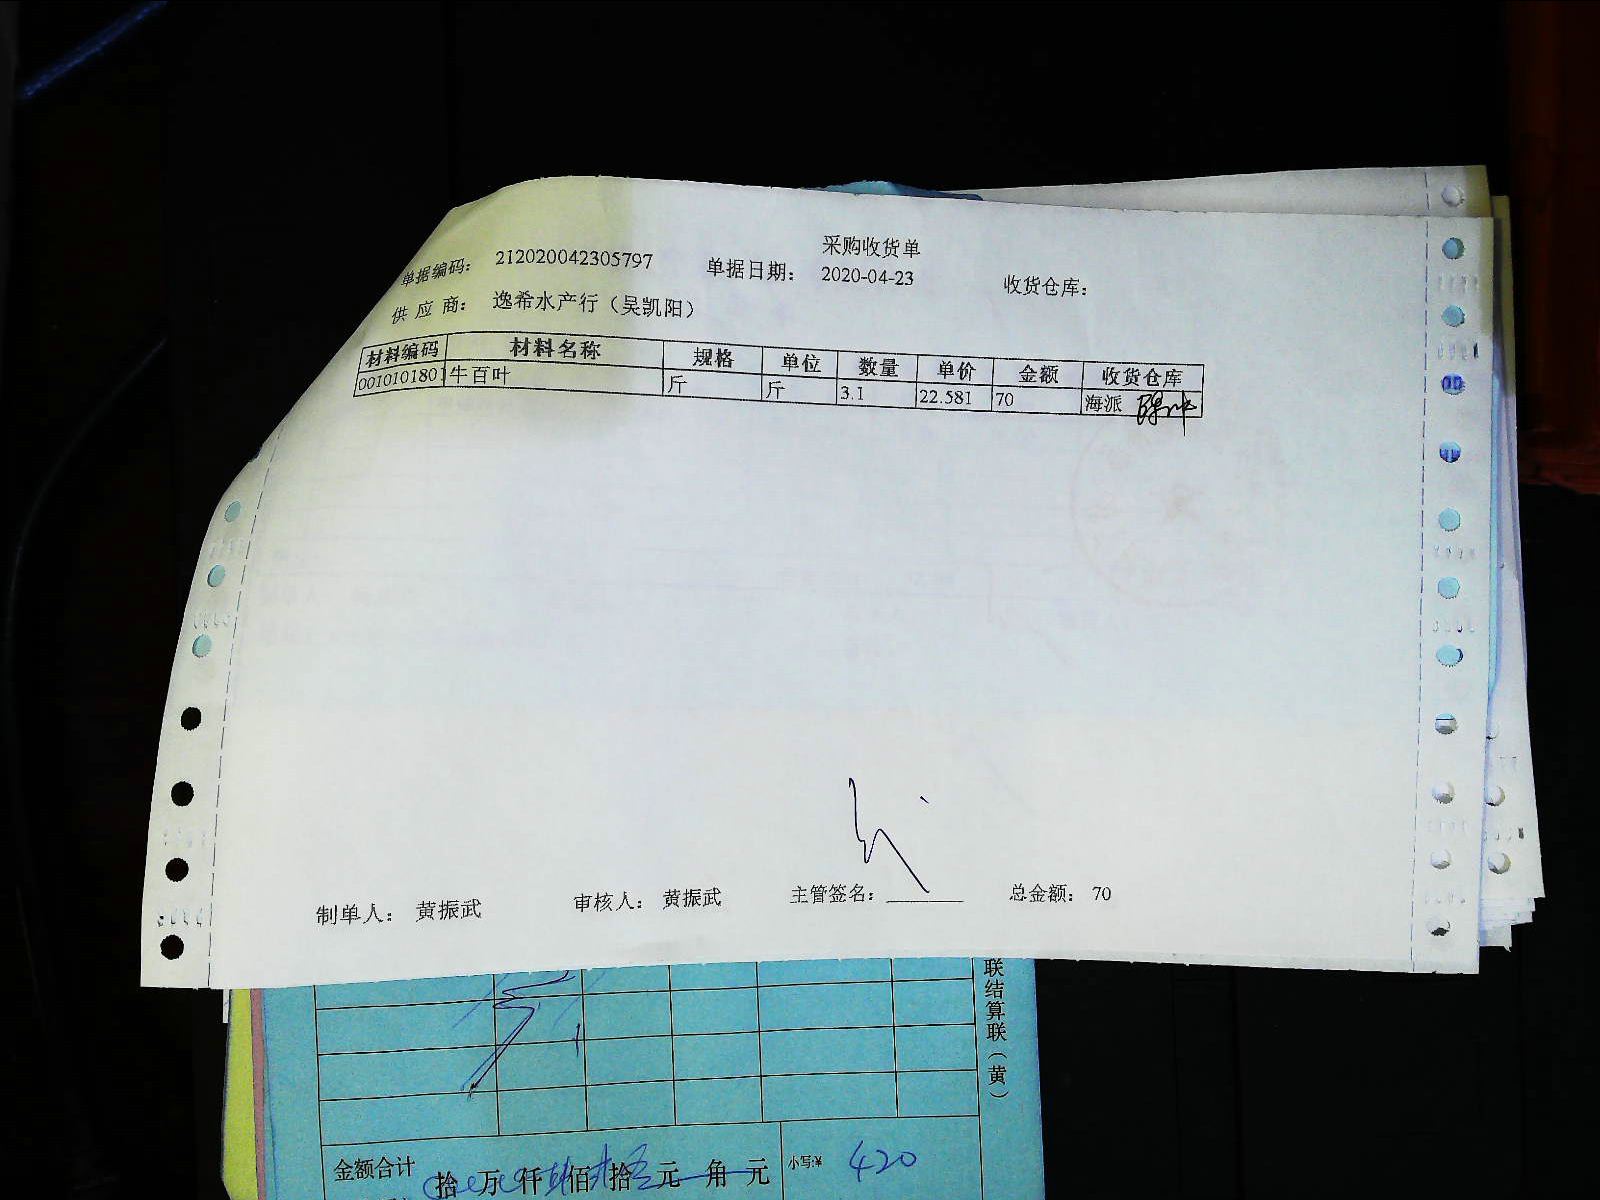 采购收货单
单据编码： 212020042305797 单据日期： 2020-04-23 收货仓库：
供 应 商： 逸希水产行（吴凯阳）
材料编码 材料名称 规格 单位 数量 单价 金额 收货仓库
001010180 牛百叶 斤 斤 3.1 22.581 70 海派
制单人： 黄振武 审核人： 黄振武 主管签名： 总金额： 70
联结算联（黄）
金额合计 拾 万 仟 佰 拾 元 角 元 小写:¥ 420